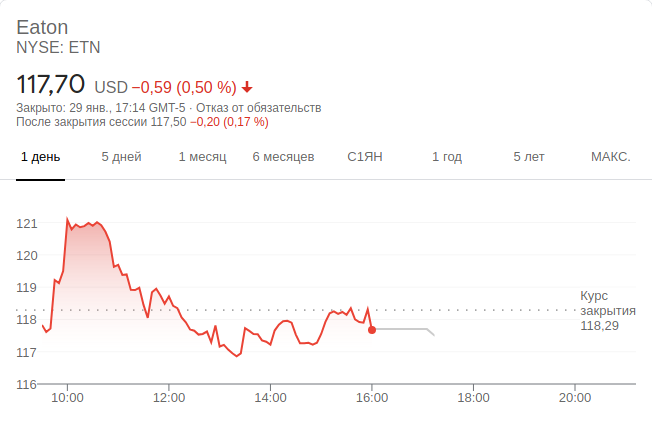 Eaton
NYSE: ETN
117,70 USD −0,59 (0,50 %)
Закрыто: 29 янв., 17:14 GMT-5 · Отказ от обязательств
После закрытия сессии 117,50 −0,20 (0,17 %)
1 день 5 дней 1 месяц 6 месяцев С1ЯН 1 год 5 лет МАКС.
121
120
119
118
117
116
Курс
закрытия
118,29
10:00 12:00 14:00 16:00 18:00 20:00